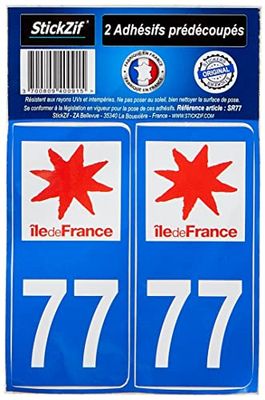 StickZif®
2 Adhésifs prédécoupés
FABRIQUÉ EN FRANCE
ORIGINAL
3 700809 400915 >
Résistent aux rayons UVs et intempéries. Ne pas poser au soleil, bien nettoyer la surface de pose.
Se conformer à la législation en vigueur pour la pose de ces adhésifs. Référence article : SR77
StickZif - ZA Bellevue - 35340 La Bouëxière - France - WWW.STICKZIF.COM
îledeFrance
îledeFrance
77
77